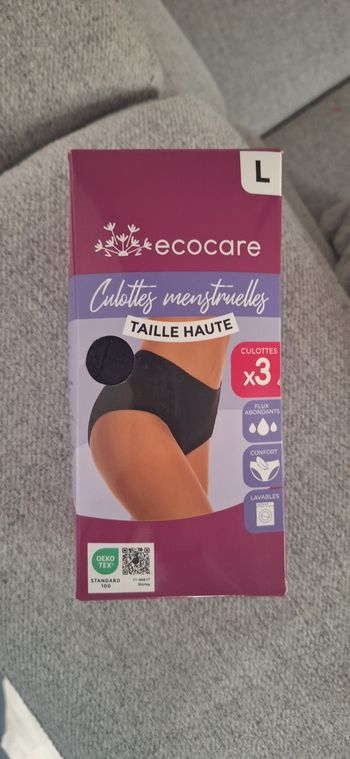 L
ecocare
Culottes menstruelles
TAILLE HAUTE
CULOTTES
x3
FLUX
ABONDANTS
CONFORT
LAVABLES
OEKO
TEX®
STANDARD
100